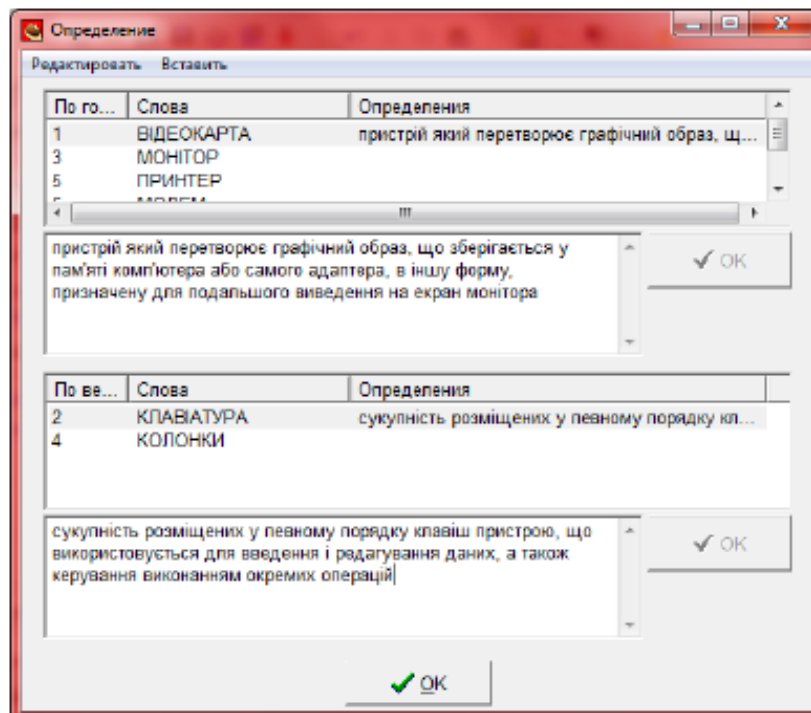 Определение
Редактировать Вставить
По го... Слова Определения
1 ВІДЕОКАРТА пристрій який перетворює графічний образ, щ...
3 МОНІТОР
5 ПРИНТЕР
пристрій який перетворює графічний образ, що зберігається у
пам'яті комп'ютера або самого адаптера, в іншу форму,
призначену для подальшого виведення на екран монітора
OK
По ве... Слова Определения
2 КЛАВІАТУРА сукупність розміщених у певному порядку кл...
4 КОЛОНКИ
сукупність розміщених у певному порядку клавіш пристрою, що
використовується для введення і редагування даних, а також
керування виконанням окремих операцій
OK
OK